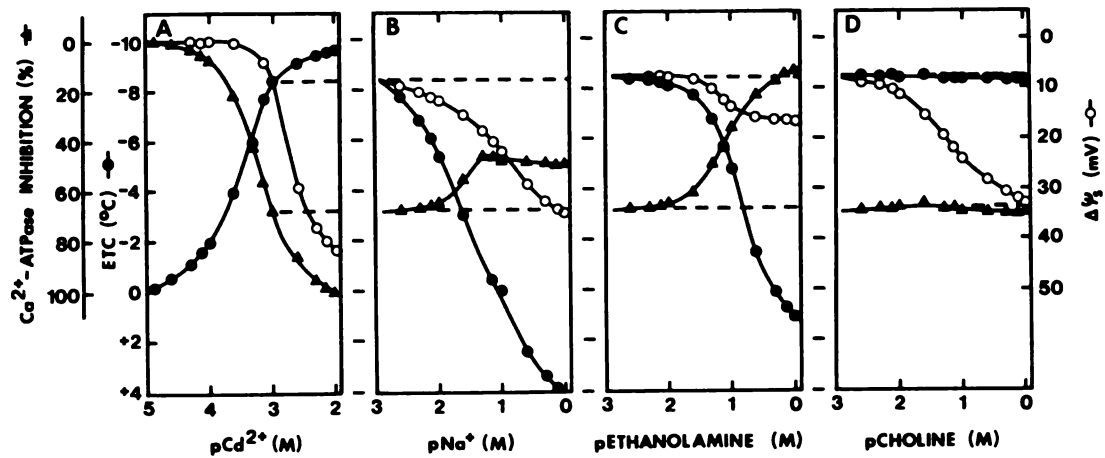 A
B
C
D
Ca2+-ATPase INHIBITION (%)
0
20
40
60
80
100
ETC (°C)
-10
-8
-6
-4
-2
0
+2
+4
0
10
20
30
40
50
Δψs (mV)
5 4 3 2
3 2 1 0
3 2 1 0
3 2 1 0
pCd2+ (M)
pNa+ (M)
pETHANOLAMINE (M)
pCHOLINE (M)